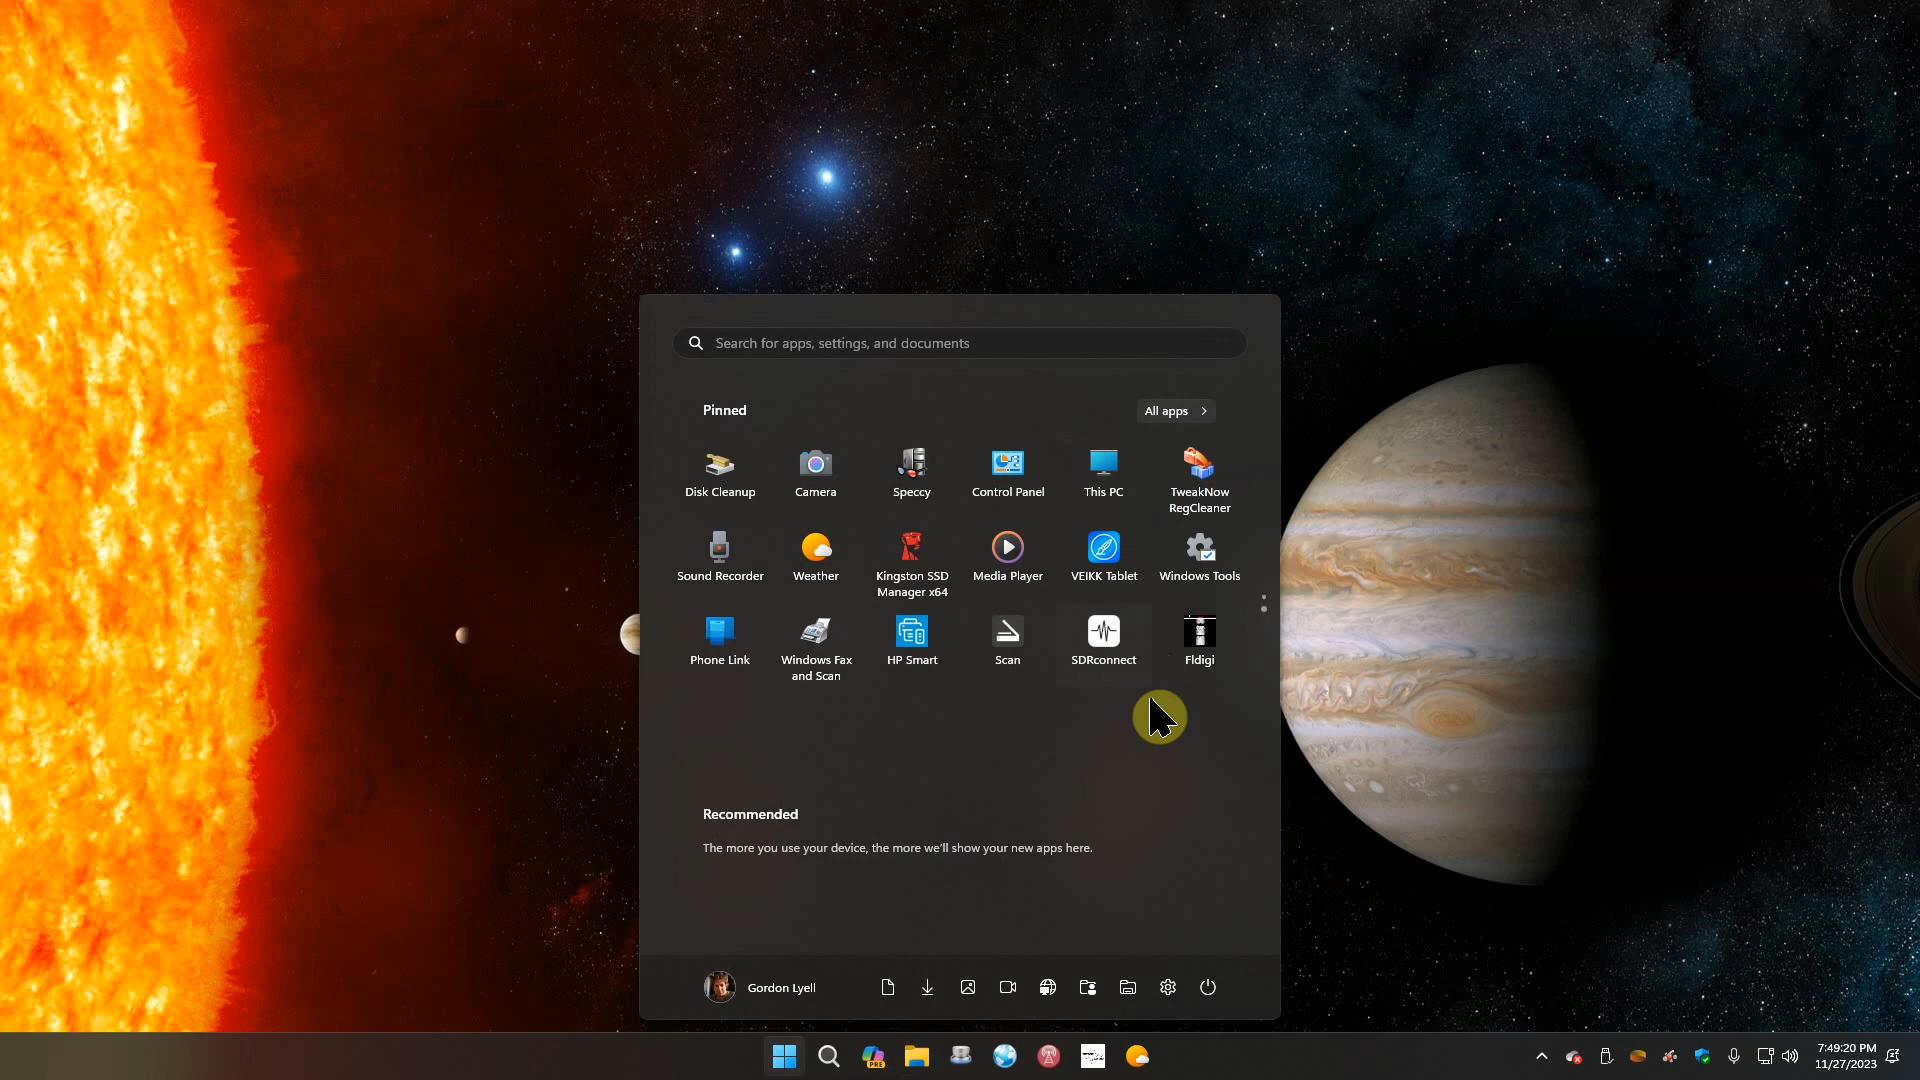 Search for apps, settings, and documents
Pinned
All apps
Disk Cleanup
Camera
Speccy
Control Panel
This PC
TweakNow
RegCleaner
Sound Recorder
Weather
Kingston SSD
Manager x64
Media Player
VEIKK Tablet
Windows Tools
Phone Link
Windows Fax
and Scan
HP Smart
Scan
SDRconnect
Fldigi
Recommended
The more you use your device, the more we'll show your new apps here.
Gordon Lyell
PRE
7:49:20 PM
11/27/2023